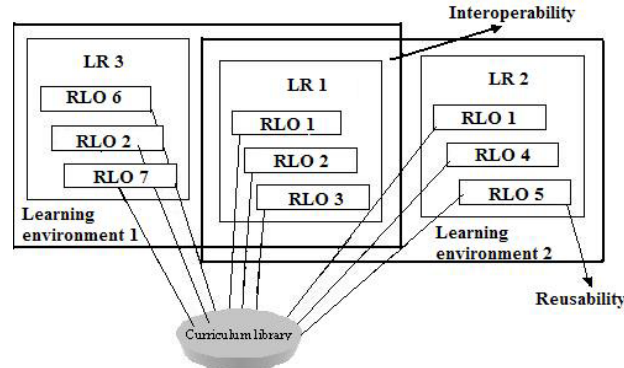 Interoperability
LR 3
RLO 6
RLO 2
RLO 7
Learning
environment 1
LR 1
RLO 1
RLO 2
RLO 3
LR 2
RLO 1
RLO 4
RLO 5
Learning
environment 2
Reusability
Curriculum library